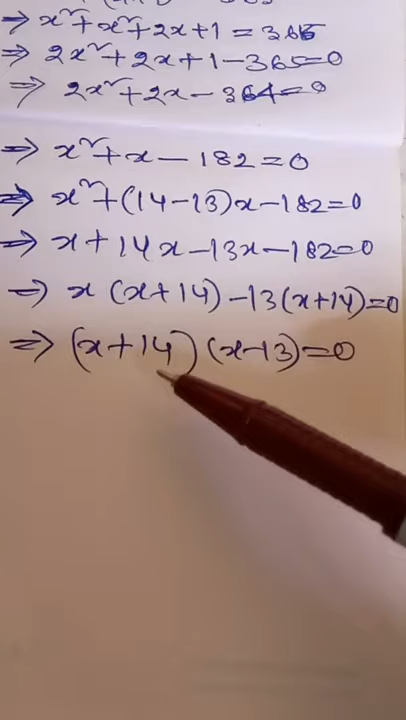 ⇒ x² + x² + 2x + 1 = 365
⇒ 2x² + 2x + 1 - 365 = 0
⇒ 2x² + 2x - 364 = 0
⇒ x² + x - 182 = 0
⇒ x² + (14 - 13)x - 182 = 0
⇒ x + 14x - 13x - 182 = 0
⇒ x (x + 14) - 13(x + 14) = 0
⇒ (x + 14) (x - 13) = 0